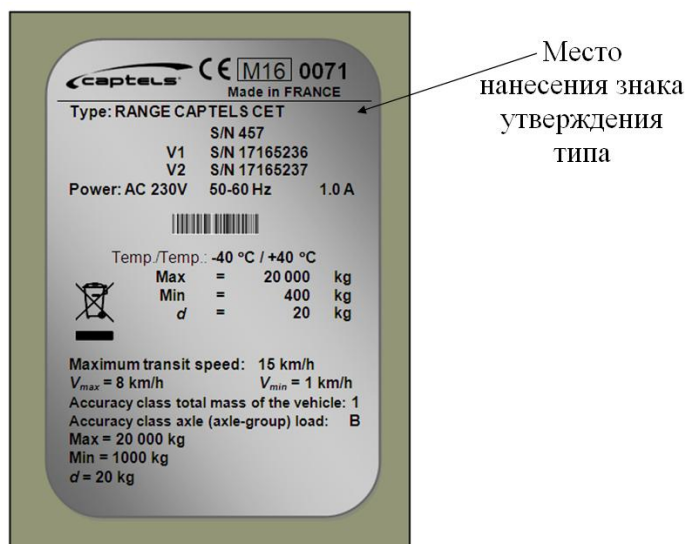 captels CE M16 0071
Made in FRANCE
Type: RANGE CAPTELS CET
S/N 457
V1 S/N 17165236
V2 S/N 17165237
Power: AC 230V 50-60 Hz 1.0 A
Temp./Temp.: -40 °C / +40 °C
Max = 20 000 kg
Min = 400 kg
d = 20 kg
Maximum transit speed: 15 km/h
Vmax = 8 km/h Vmin = 1 km/h
Accuracy class total mass of the vehicle: 1
Accuracy class axle (axle-group) load: B
Max = 20 000 kg
Min = 1000 kg
d = 20 kg
Место
нанесения знака
утверждения
типа